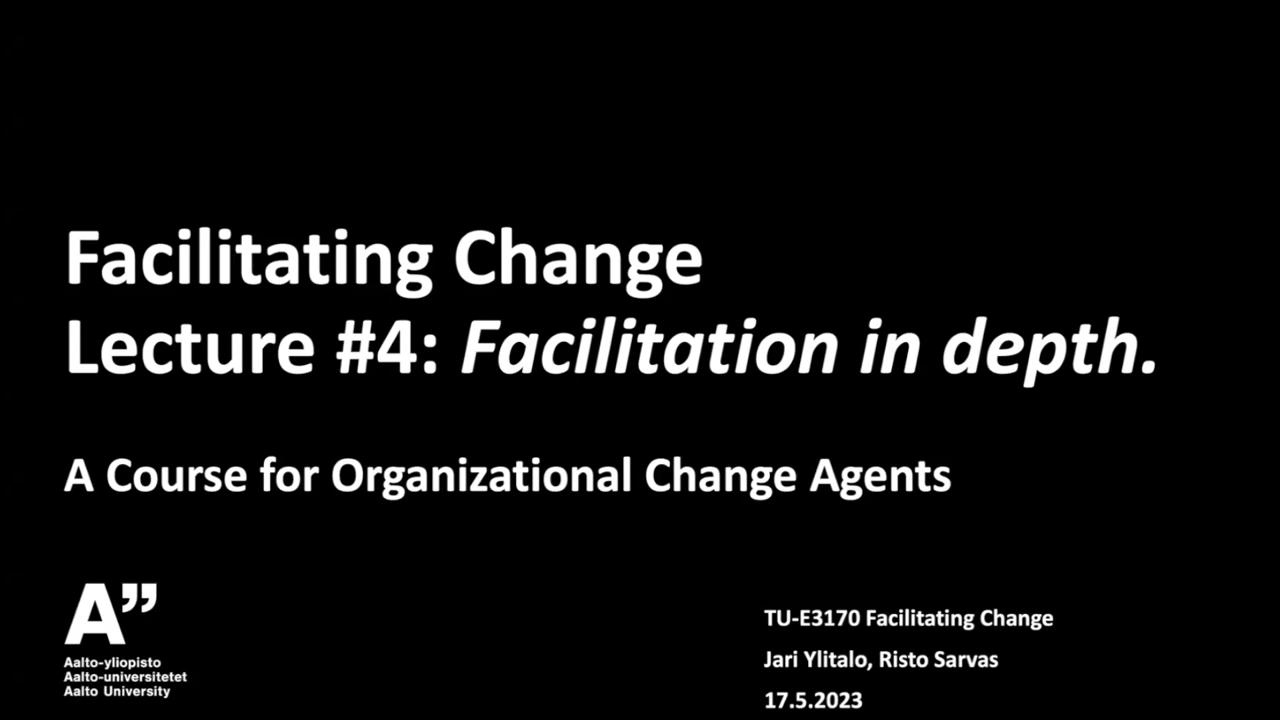 Facilitating Change
Lecture #4: Facilitation in depth.
A Course for Organizational Change Agents
A”
Aalto-yliopisto
Aalto-universitetet
Aalto University
TU-E3170 Facilitating Change
Jari Ylitalo, Risto Sarvas
17.5.2023